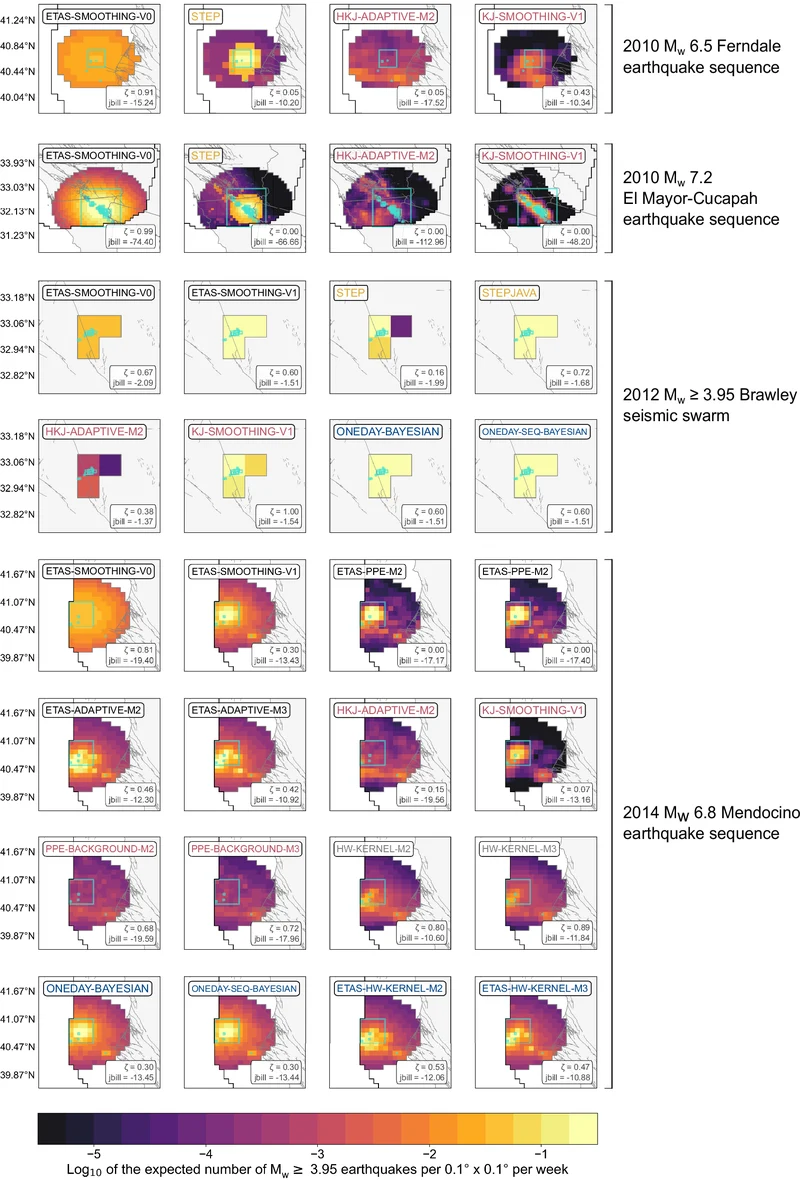 ETAS-SMOOTHING-V0 STEP HKJ-ADAPTIVE-M2 KJ-SMOOTHING-V1
41.24°N
40.84°N
40.44°N
40.04°N
ζ = 0.91 ζ = 0.05 ζ = 0.05 ζ = 0.43
jbill = -15.24 jbill = -10.20 jbill = -17.52 jbill = -10.34
2010 Mw 6.5 Ferndale
earthquake sequence
ETAS-SMOOTHING-V0 STEP HKJ-ADAPTIVE-M2 KJ-SMOOTHING-V1
33.93°N
33.03°N
32.13°N
31.23°N
ζ = 0.99 ζ = 0.00 ζ = 0.00 ζ = 0.00
jbill = -74.40 jbill = -66.66 jbill = -112.96 jbill = -48.20
2010 Mw 7.2
El Mayor-Cucapah
earthquake sequence
ETAS-SMOOTHING-V0 ETAS-SMOOTHING-V1 STEP STEPJAVA
33.18°N
33.06°N
32.94°N
32.82°N
ζ = 0.67 ζ = 0.60 ζ = 0.16 ζ = 0.72
jbill = -2.09 jbill = -1.51 jbill = -1.99 jbill = -1.68
HKJ-ADAPTIVE-M2 KJ-SMOOTHING-V1 ONEDAY-BAYESIAN ONEDAY-SEQ-BAYESIAN
33.18°N
33.06°N
32.94°N
32.82°N
ζ = 0.38 ζ = 1.00 ζ = 0.60 ζ = 0.60
jbill = -1.37 jbill = -1.54 jbill = -1.51 jbill = -1.51
2012 Mw ≥ 3.95 Brawley
seismic swarm
ETAS-SMOOTHING-V0 ETAS-SMOOTHING-V1 ETAS-PPE-M2 ETAS-PPE-M2
41.67°N
41.07°N
40.47°N
39.87°N
ζ = 0.81 ζ = 0.30 ζ = 0.00 ζ = 0.00
jbill = -19.40 jbill = -13.43 jbill = -17.17 jbill = -17.40
ETAS-ADAPTIVE-M2 ETAS-ADAPTIVE-M3 HKJ-ADAPTIVE-M2 KJ-SMOOTHING-V1
41.67°N
41.07°N
40.47°N
39.87°N
ζ = 0.46 ζ = 0.42 ζ = 0.15 ζ = 0.07
jbill = -12.30 jbill = -10.92 jbill = -19.56 jbill = -13.16
PPE-BACKGROUND-M2 PPE-BACKGROUND-M3 HW-KERNEL-M2 HW-KERNEL-M3
41.67°N
41.07°N
40.47°N
39.87°N
ζ = 0.68 ζ = 0.72 ζ = 0.80 ζ = 0.89
jbill = -19.59 jbill = -17.96 jbill = -10.60 jbill = -11.84
ONEDAY-BAYESIAN ONEDAY-SEQ-BAYESIAN ETAS-HW-KERNEL-M2 ETAS-HW-KERNEL-M3
41.67°N
41.07°N
40.47°N
39.87°N
ζ = 0.30 ζ = 0.30 ζ = 0.53 ζ = 0.47
jbill = -13.45 jbill = -13.44 jbill = -12.06 jbill = -10.88
2014 Mw 6.8 Mendocino
earthquake sequence
−5 −4 −3 −2 −1
Log10 of the expected number of Mw ≥ 3.95 earthquakes per 0.1° x 0.1° per week